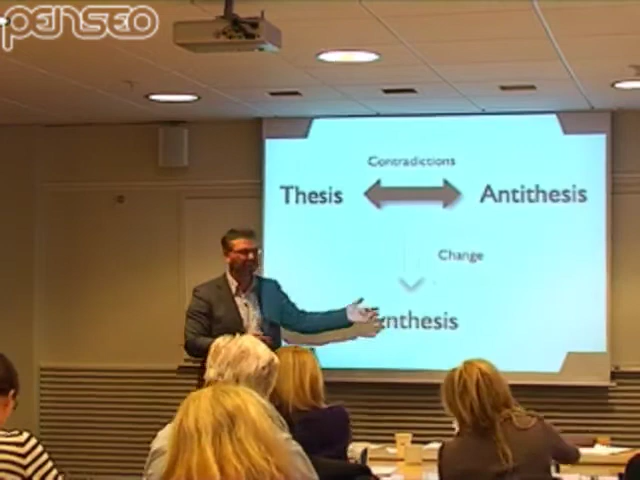 PENSEO
Contradictions
Thesis
Antithesis
Change
nthesis